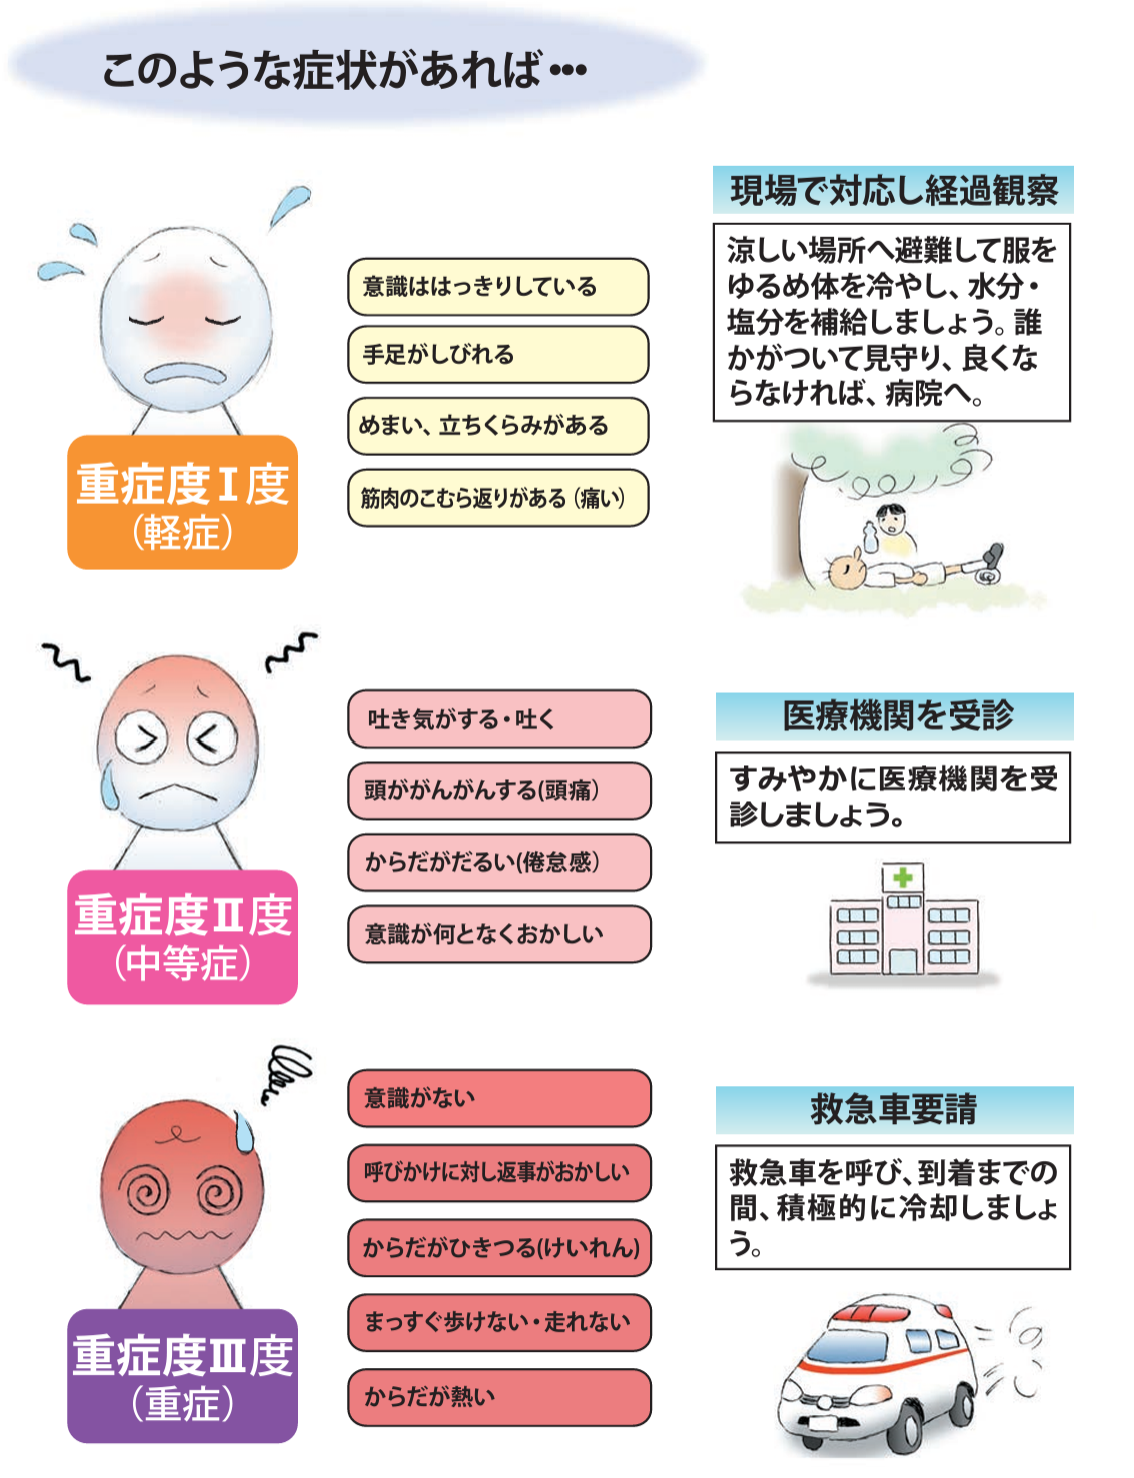 このような症状があれば…
重症度Ⅰ度
（軽症）
意識ははっきりしている
手足がしびれる
めまい、立ちくらみがある
筋肉のこむら返りがある（痛い）
現場で対応し経過観察
涼しい場所へ避難して服を
ゆるめ体を冷やし、水分・
塩分を補給しましょう。誰
かがついて見守り、良くな
らなければ、病院へ。
重症度Ⅱ度
（中等症）
吐き気がする・吐く
頭ががんがんする(頭痛）
からだがだるい(倦怠感）
意識が何となくおかしい
医療機関を受診
すみやかに医療機関を受
診しましょう。
重症度Ⅲ度
（重症）
意識がない
呼びかけに対し返事がおかしい
からだがひきつる(けいれん)
まっすぐ歩けない・走れない
からだが熱い
救急車要請
救急車を呼び、到着までの
間、積極的に冷却しましょ
う。